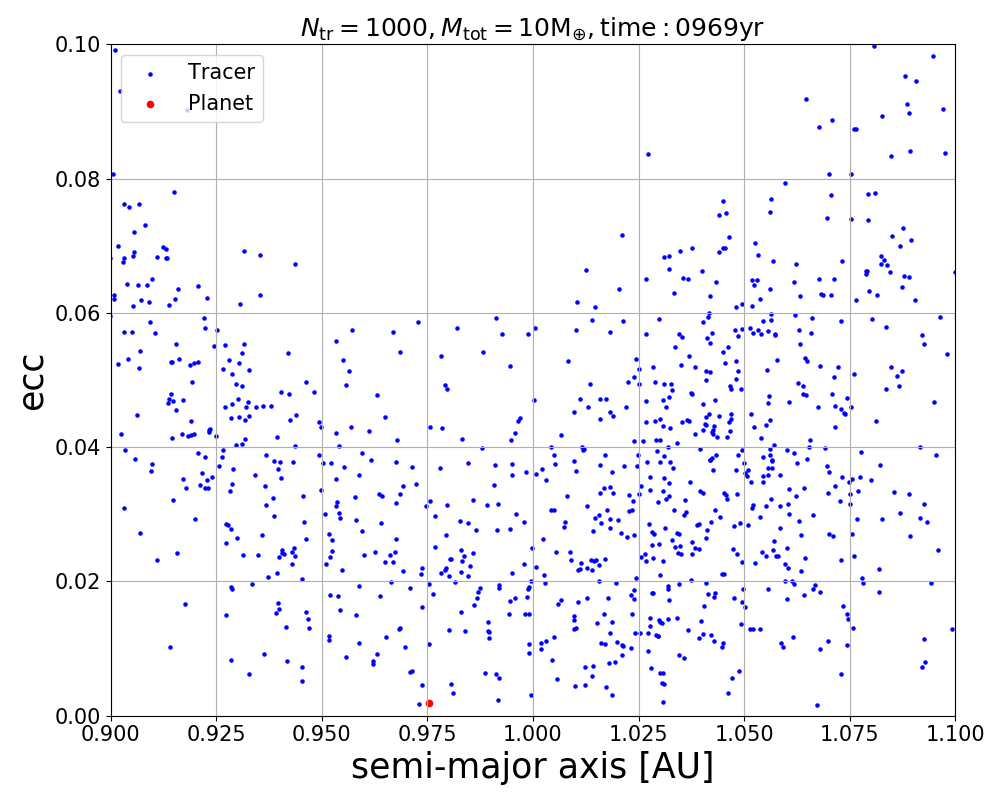 N_tr = 1000, M_tot = 10M_⊕, time : 0969yr
0.10
Tracer
Planet
0.08
0.06
0.04
0.02
0.00
ecc
0.900 0.925 0.950 0.975 1.000 1.025 1.050 1.075 1.100
semi-major axis [AU]